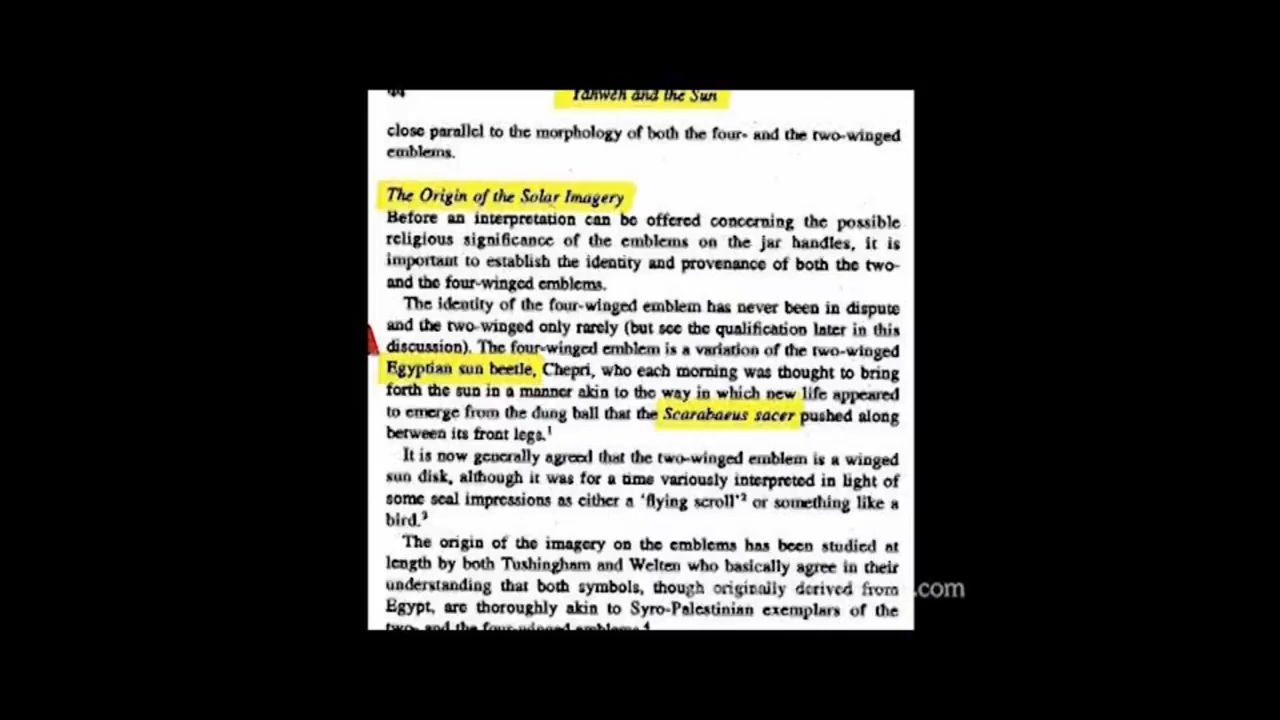 44
Yahweh and the Sun
close parallel to the morphology of both the four- and the two-winged
emblems.
The Origin of the Solar Imagery
Before an interpretation can be offered concerning the possible
religious significance of the emblems on the jar handles, it is
important to establish the identity and provenance of both the two-
and the four-winged emblems.
The identity of the four-winged emblem has never been in dispute
and the two-winged only rarely (but see the qualification later in this
discussion). The four-winged emblem is a variation of the two-winged
Egyptian sun beetle, Chepri, who each morning was thought to bring
forth the sun in a manner akin to the way in which new life appeared
to emerge from the dung ball that the Scarabaeus sacer pushed along
between its front legs.¹
It is now generally agreed that the two-winged emblem is a winged
sun disk, although it was for a time variously interpreted in light of
some seal impressions as either a 'flying scroll'² or something like a
bird.³
The origin of the imagery on the emblems has been studied at
length by both Tushingham and Welten who basically agree in their
understanding that both symbols, though originally derived from
Egypt, are thoroughly akin to Syro-Palestinian exemplars of the
two- and the four-winged emblems.⁴
.com